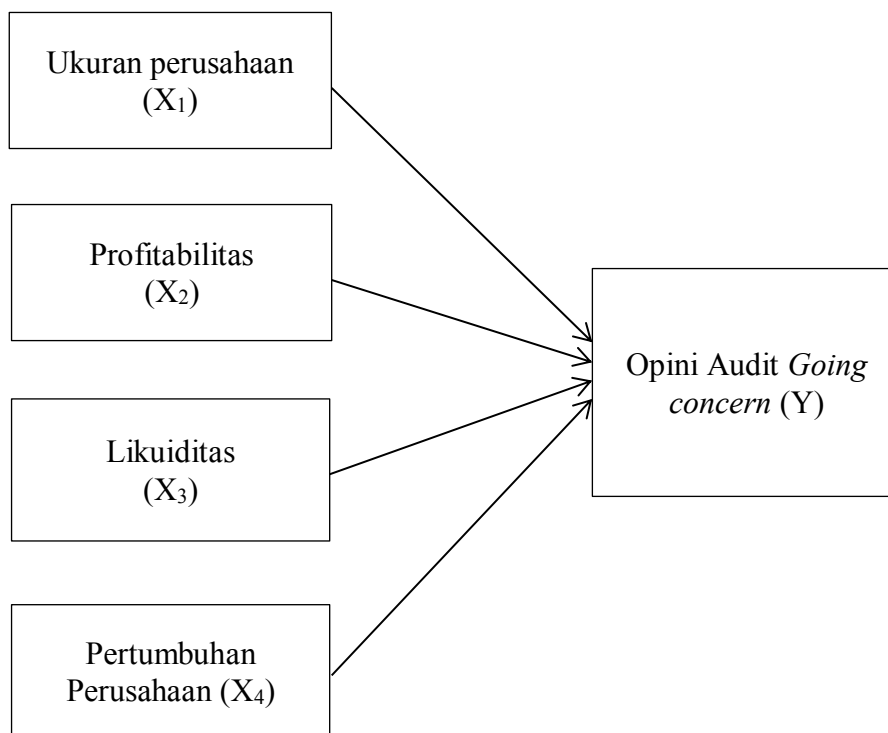 Ukuran perusahaan
(X₁)
Profitabilitas
(X₂)
Likuiditas
(X₃)
Pertumbuhan
Perusahaan (X₄)
Opini Audit Going
concern (Y)